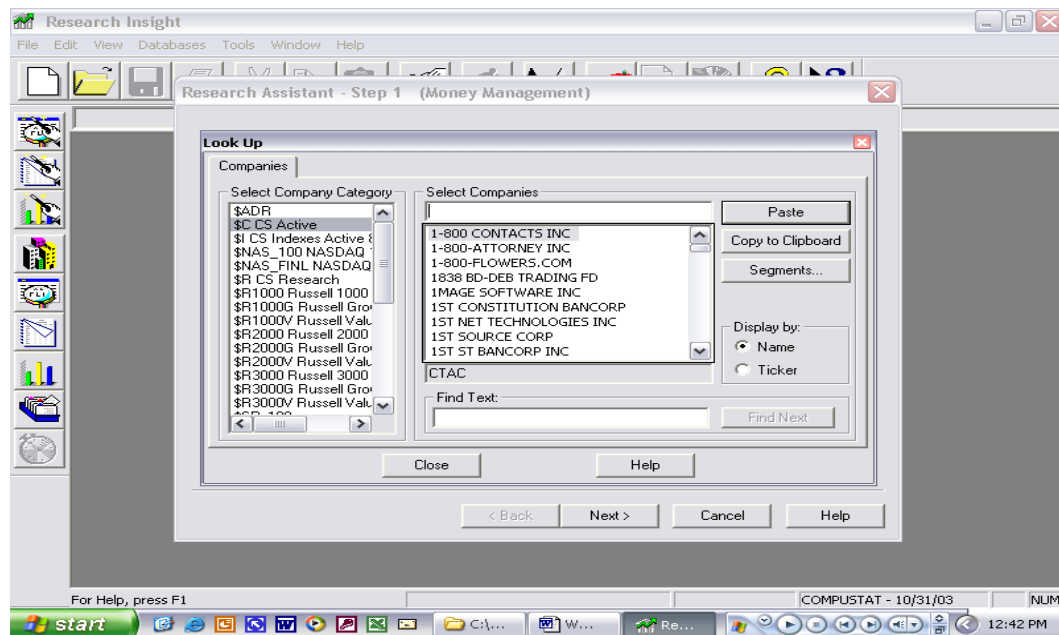 Research Insight
File Edit View Databases Tools Window Help
Research Assistant - Step 1 (Money Management)
Look Up
Companies
Select Company Category
$ADR
$C CS Active
$I CS Indexes Active
$NAS_100 NASDAQ
$NAS_FINL NASDAQ
$R CS Research
$R1000 Russell 1000
$R1000G Russell Gro
$R1000V Russell Valu
$R2000 Russell 2000
$R2000G Russell Gro
$R2000V Russell Valu
$R3000 Russell 3000
$R3000G Russell Gro
$R3000V Russell Valu
Select Companies
1-800 CONTACTS INC
1-800-ATTORNEY INC
1-800-FLOWERS.COM
1838 BD-DEB TRADING FD
1MAGE SOFTWARE INC
1ST CONSTITUTION BANCORP
1ST NET TECHNOLOGIES INC
1ST SOURCE CORP
1ST ST BANCORP INC
CTAC
Find Text:
Find Next
Paste
Copy to Clipboard
Segments...
Display by:
Name
Ticker
Close Help
< Back Next > Cancel Help
For Help, press F1 COMPUSTAT - 10/31/03 NUM
start C:\... W... Re... 12:42 PM